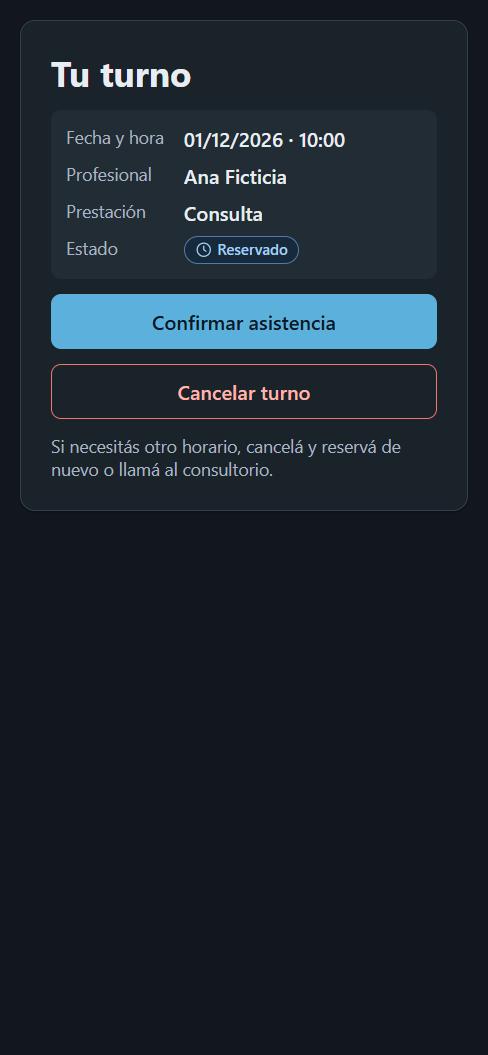 Tu turno
Fecha y hora 01/12/2026 · 10:00
Profesional Ana Ficticia
Prestación Consulta
Estado Reservado
Confirmar asistencia
Cancelar turno
Si necesitás otro horario, cancelá y reservá de
nuevo o llamá al consultorio.